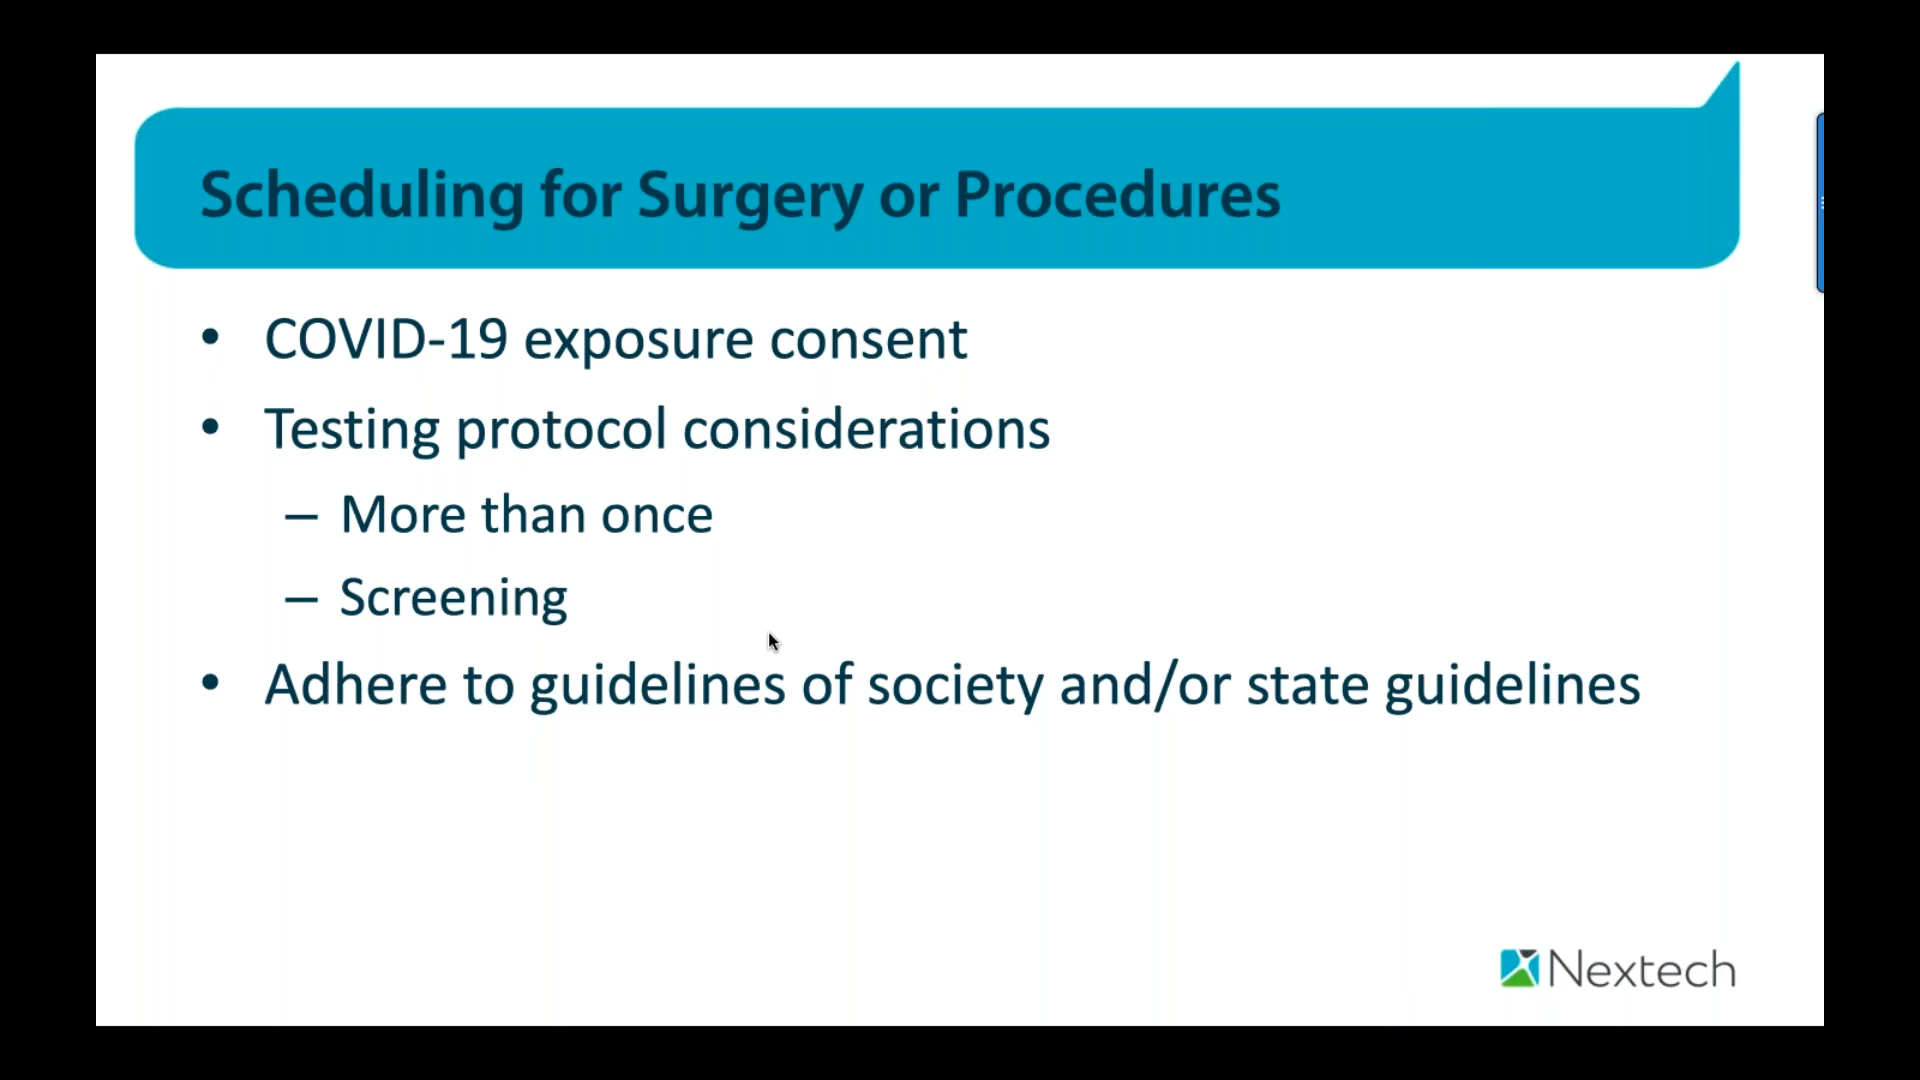 Scheduling for Surgery or Procedures
• COVID-19 exposure consent
• Testing protocol considerations
– More than once
– Screening
• Adhere to guidelines of society and/or state guidelines
Nextech